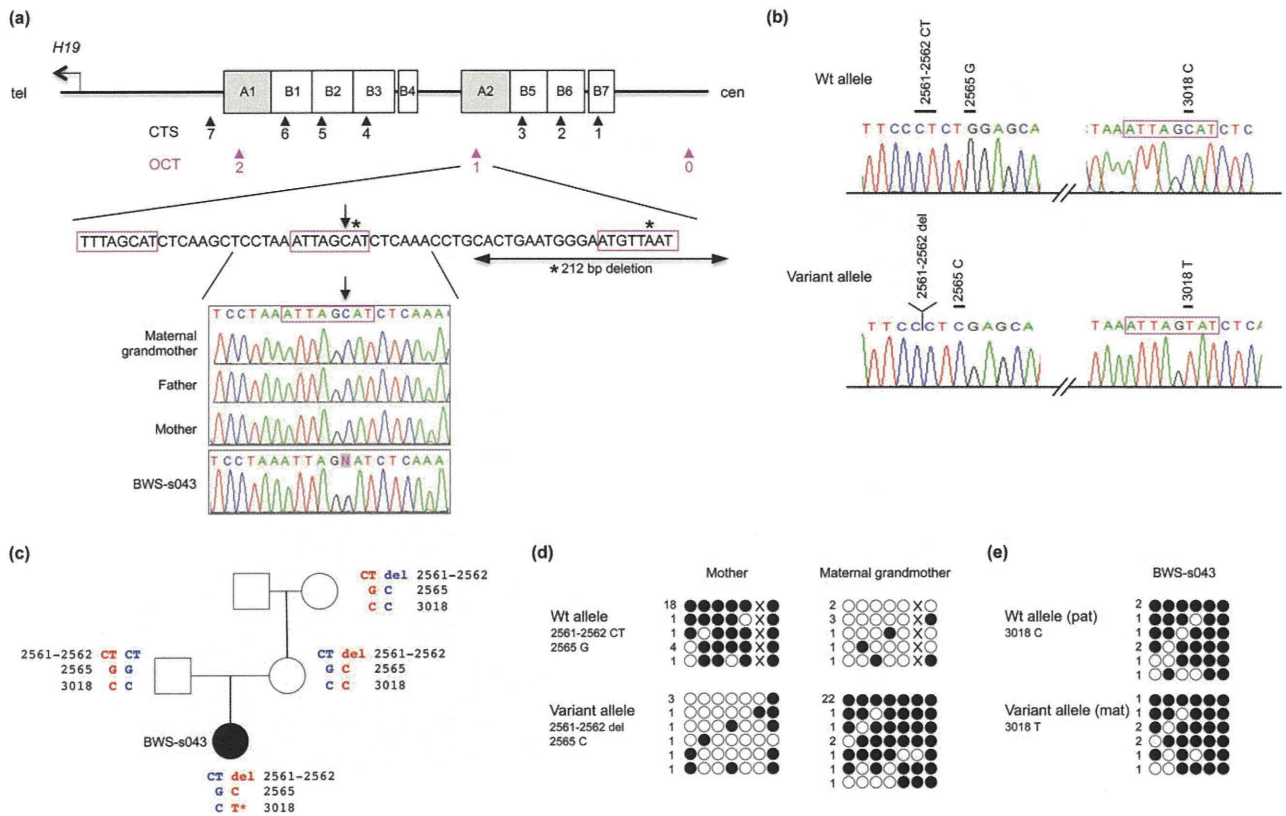 (a)
H19
tel
A1 B1 B2 B3 B4 A2 B5 B6 B7
cen
CTS 7 6 5 4 3 2 1
OCT 2 1 0
TTTAGCATCTCAAGCTCCTAAATTAGCATCTCAAACCTGCACTGAATGGGAATGTTAAT
* *
* 212 bp deletion
TCCTAAATTAGCATCTCAAA
Maternal grandmother
Father
Mother
TCCTAAATTAGNATCTCAAA
BWS-s043
(b)
Wt allele
2561-2562 CT
2565 G
3018 C
TTCCCTCTGGAGCA
CTAAATTAGCATCTC
Variant allele
2561-2562 del
2565 C
3018 T
TTCCCTCGAGCA
TAAATTAGTATCTCA
(c)
CT del 2561-2562
G C 2565
C C 3018
2561-2562 CT CT
2565 G G
3018 C C
CT del 2561-2562
G C 2565
C C 3018
BWS-s043
CT del 2561-2562
G C 2565
C T* 3018
(d)
Mother
Maternal grandmother
Wt allele
2561-2562 CT
2565 G
18 X
1 X
1 X
4 X
1 X
2 X
3 X
1 X
1 X
1 X
Variant allele
2561-2562 del
2565 C
3
1
1
1
1
1
22
1
1
2
1
1
1
(e)
BWS-s043
Wt allele (pat)
3018 C
2
1
1
2
1
1
Variant allele (mat)
3018 T
1
1
2
2
1
1